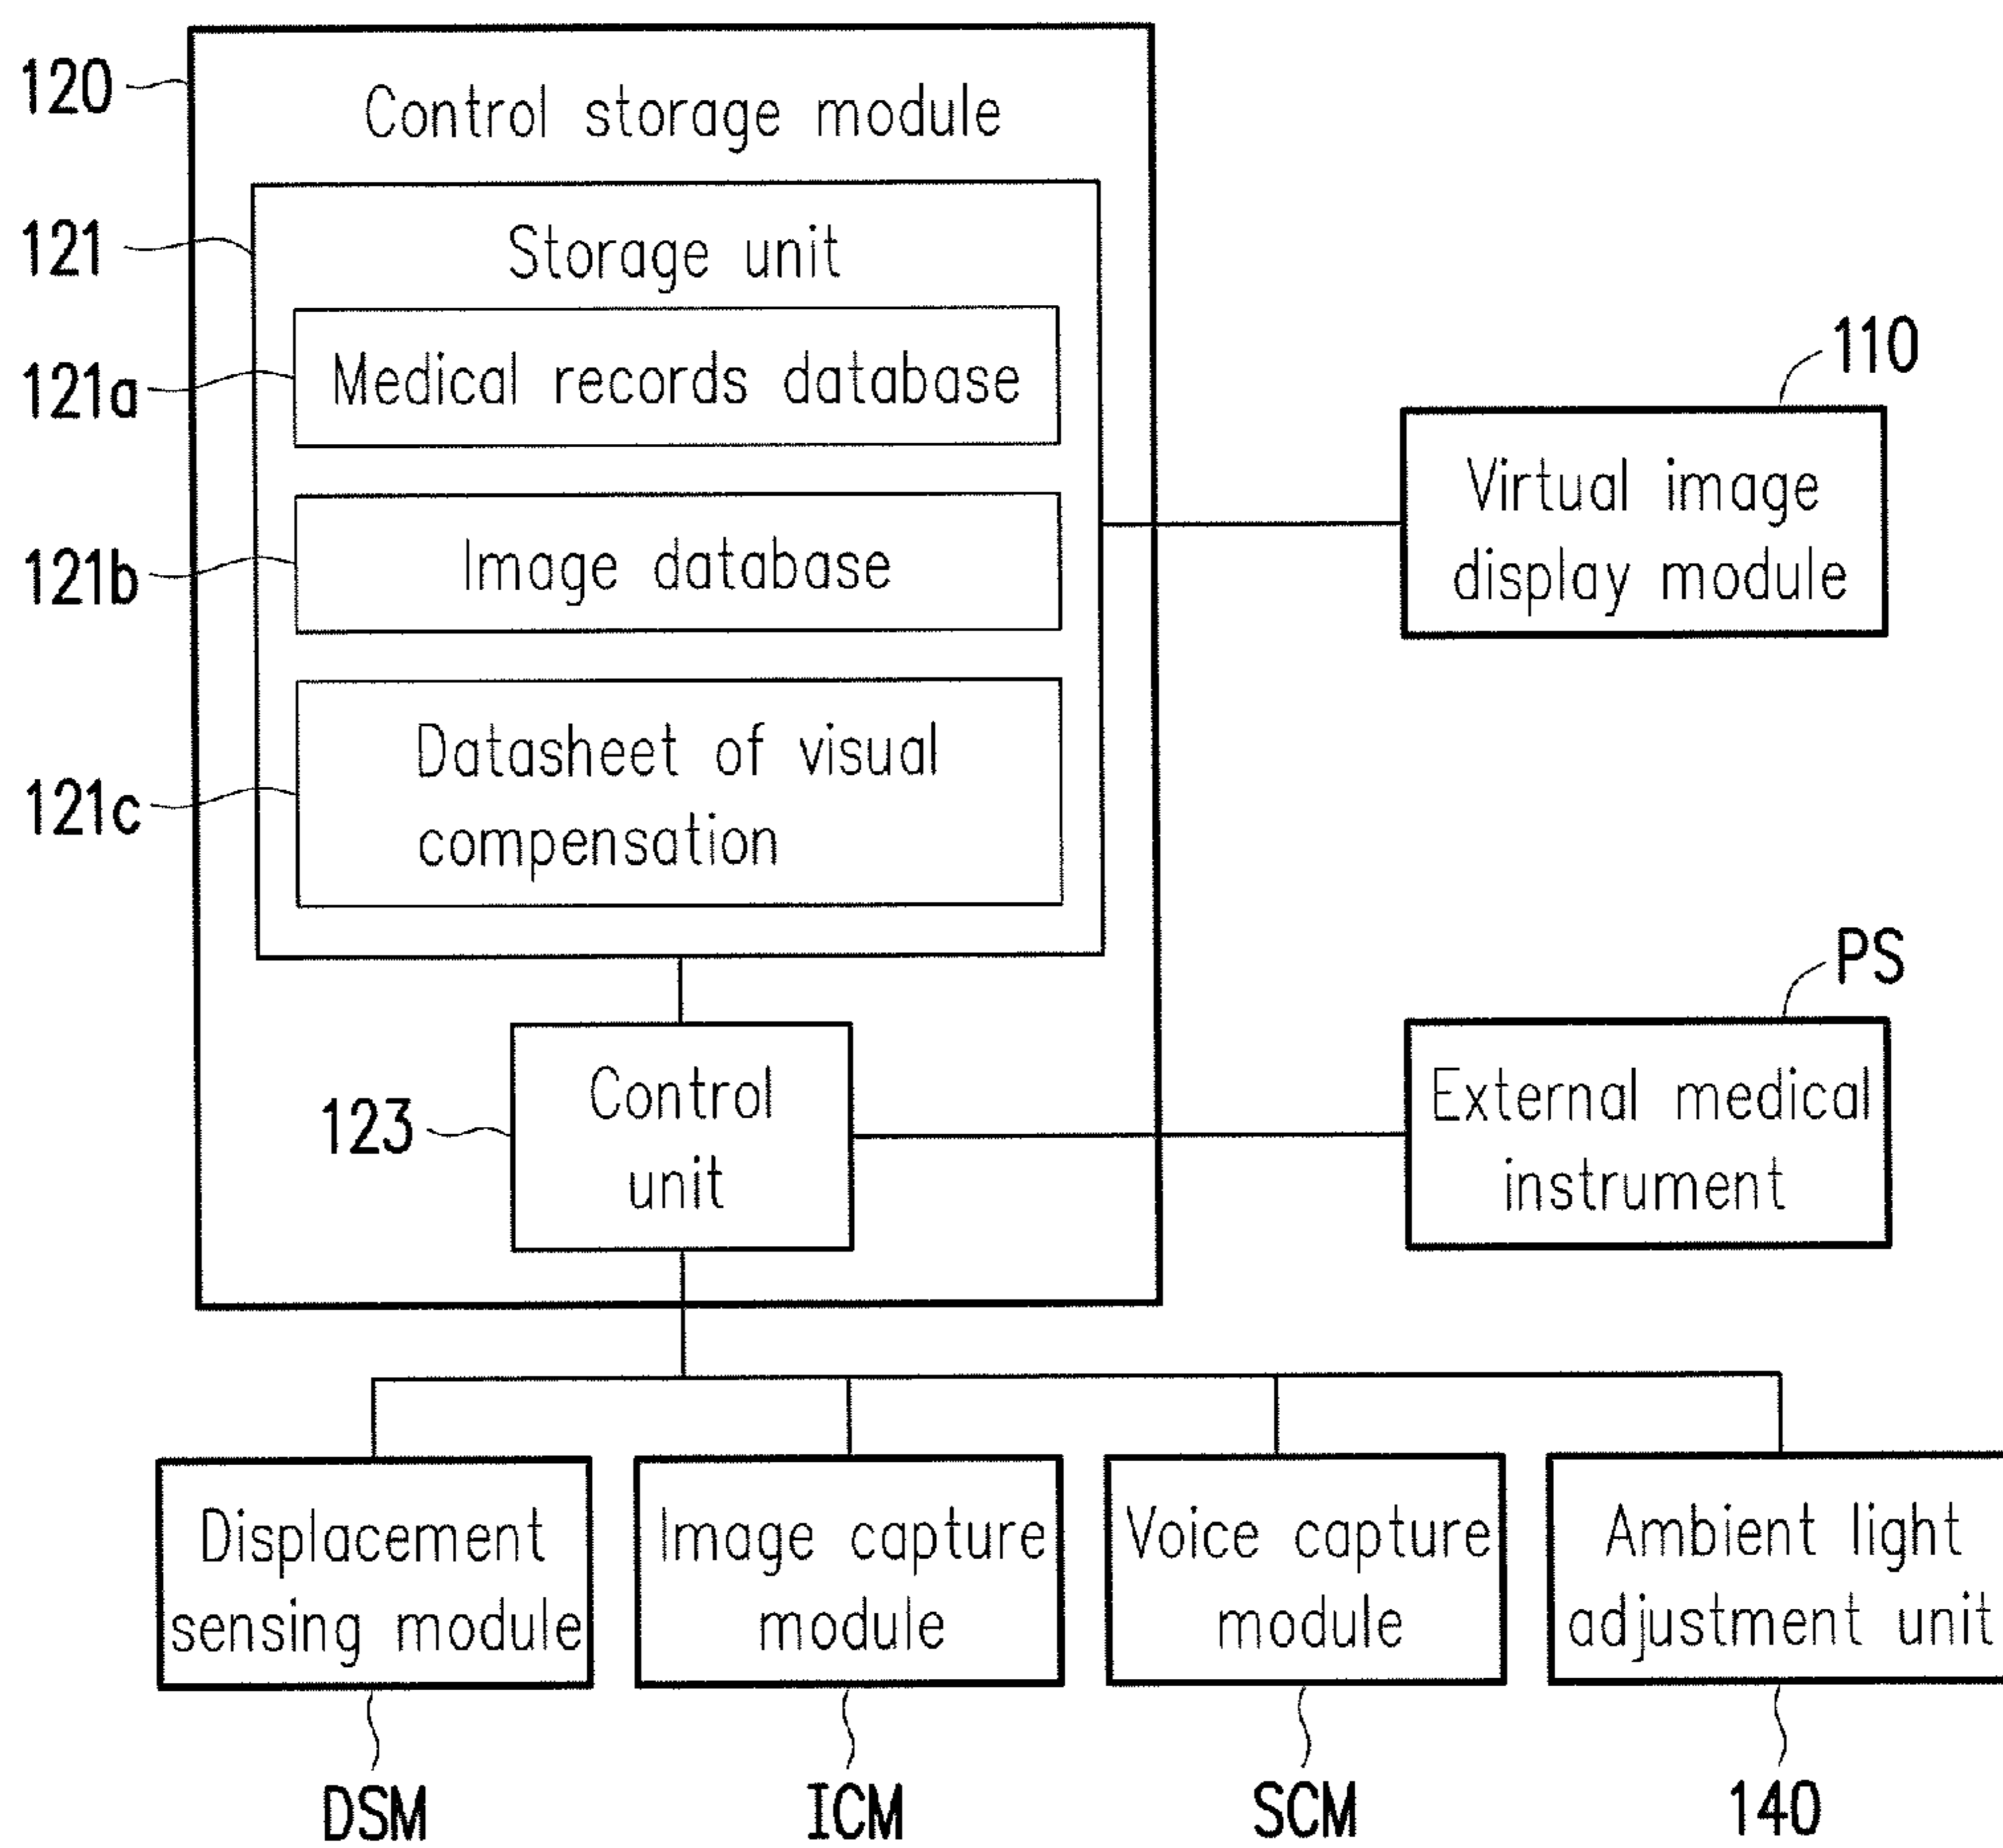 120
Control storage module
121
Storage unit
121a
Medical records database
121b
Image database
121c
Datasheet of visual
compensation
110
Virtual image
display module
PS
External medical
instrument
123
Control
unit
Displacement
sensing module
DSM
Image capture
module
ICM
Voice capture
module
SCM
Ambient light
adjustment unit
140